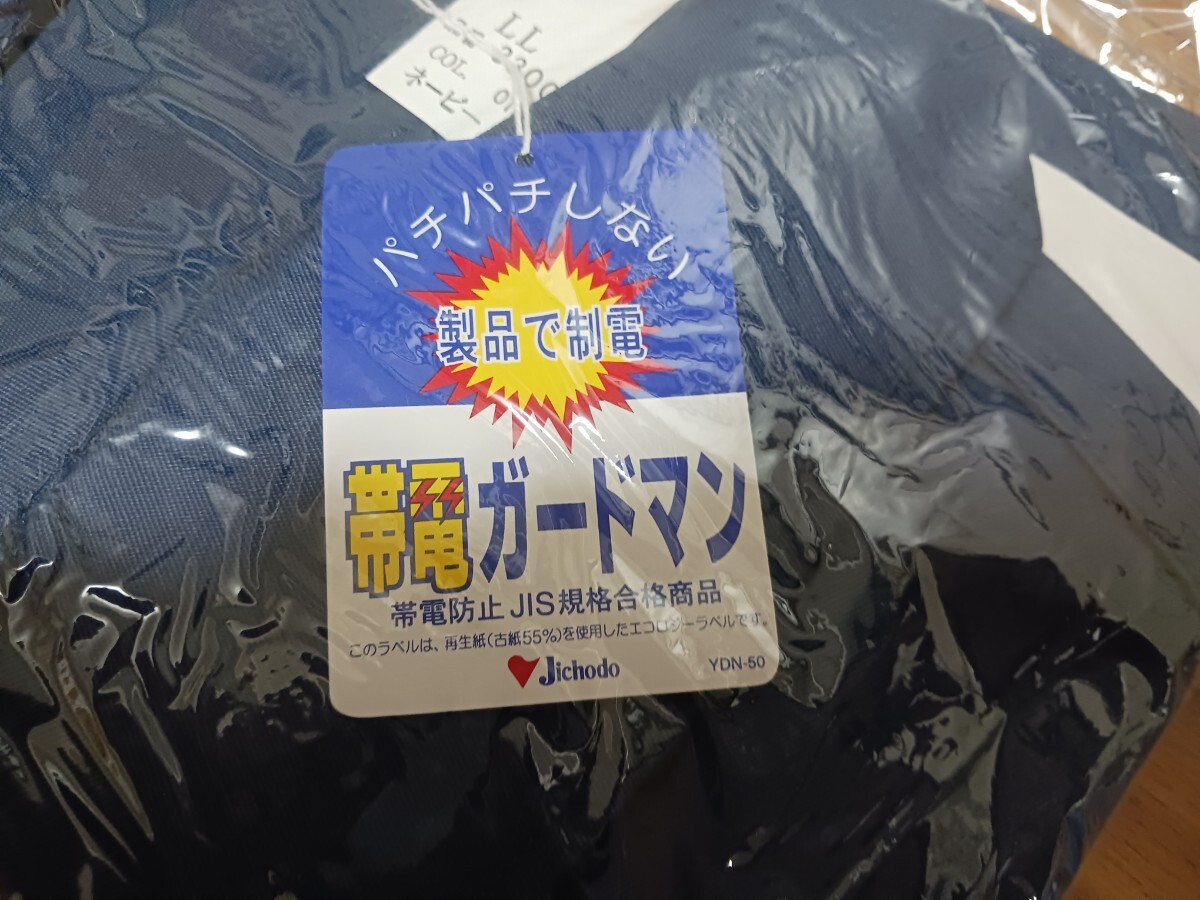 LL
COL
ネービー
パチパチしない
製品で制電
帯電ガードマン
帯電防止 JIS規格合格商品
このラベルは、再生紙(古紙55%)を使用したエコロジーラベルです。
Jichodo YDN-50